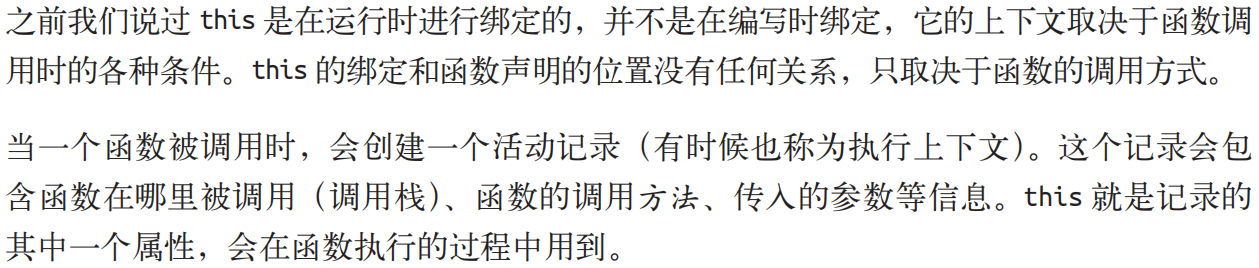 之前我们说过 this 是在运行时进行绑定的，并不是在编写时绑定，它的上下文取决于函数调
用时的各种条件。this 的绑定和函数声明的位置没有任何关系，只取决于函数的调用方式。
当一个函数被调用时，会创建一个活动记录（有时候也称为执行上下文）。这个记录会包
含函数在哪里被调用（调用栈）、函数的调用方法、传入的参数等信息。this 就是记录的
其中一个属性，会在函数执行的过程中用到。